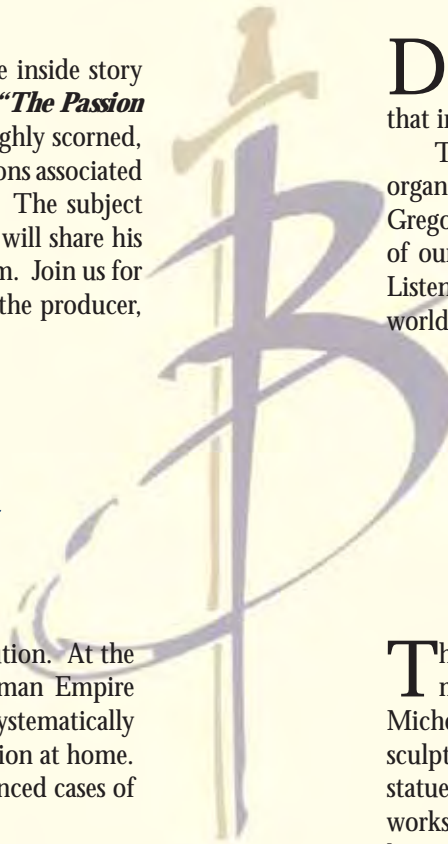 e inside story
“The Passion
ghly scorned,
ons associated
The subject
will share his
m. Join us for
the producer,
tion. At the
man Empire
ystematically
ion at home.
nced cases of
D
that i
T
organ
Grego
of ou
Listen
world
Th
Miche
sculpt
statue
works
B